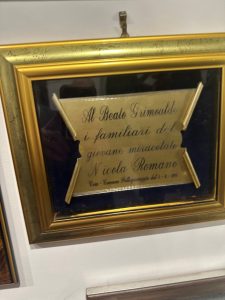 Al Beato Grimoaldo
i familiari del
giovane miracolato
Nicola Romano